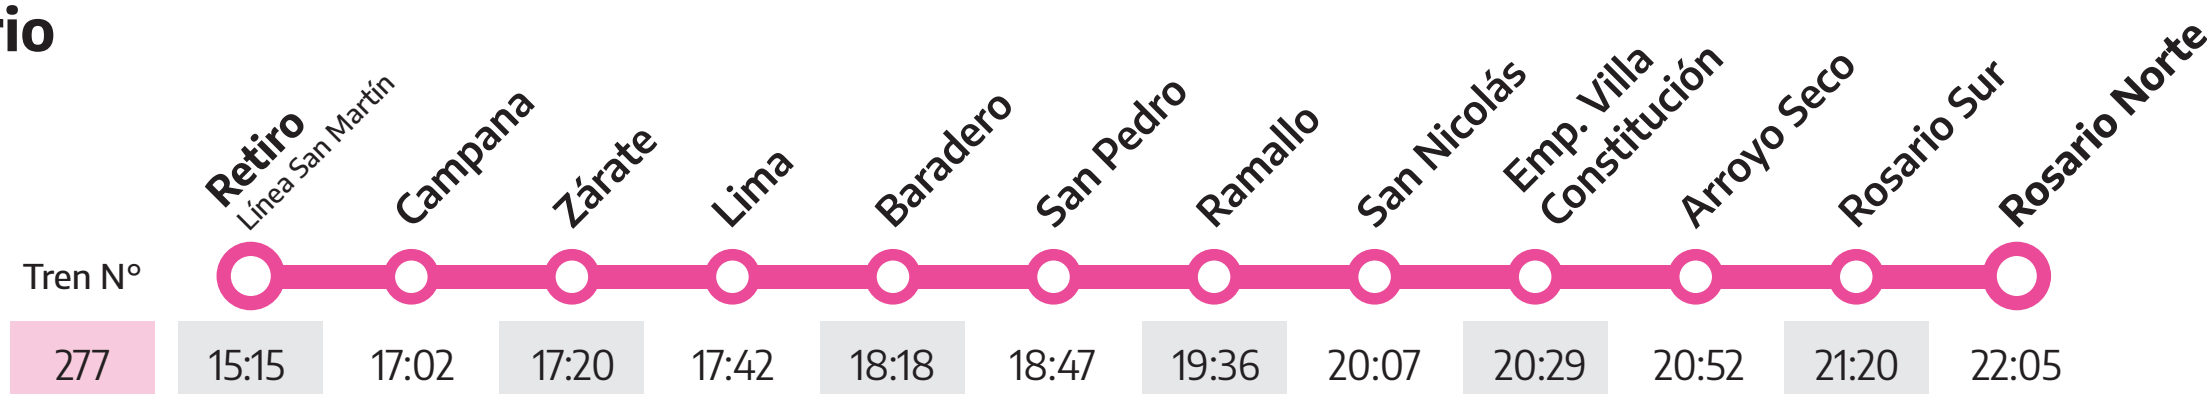 Retiro
Línea San Martín
Campana
Zárate
Lima
Baradero
San Pedro
Ramallo
San Nicolás
Emp. Villa
Constitución
Arroyo Seco
Rosario Sur
Rosario Norte
Tren N°
277 15:15 17:02 17:20 17:42 18:18 18:47 19:36 20:07 20:29 20:52 21:20 22:05